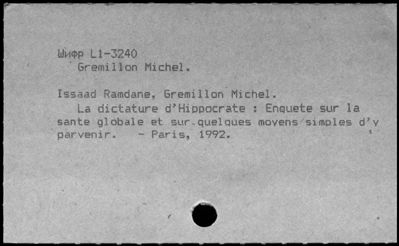 Шифр L1-3240
Gremillon Michel.
Issaad Ramdane, Gremillon Michel.
La dictature d'Hippocrate : Enquete sur la
sante globale et sur quelques moyens simples d'y
parvenir. - Paris, 1992.